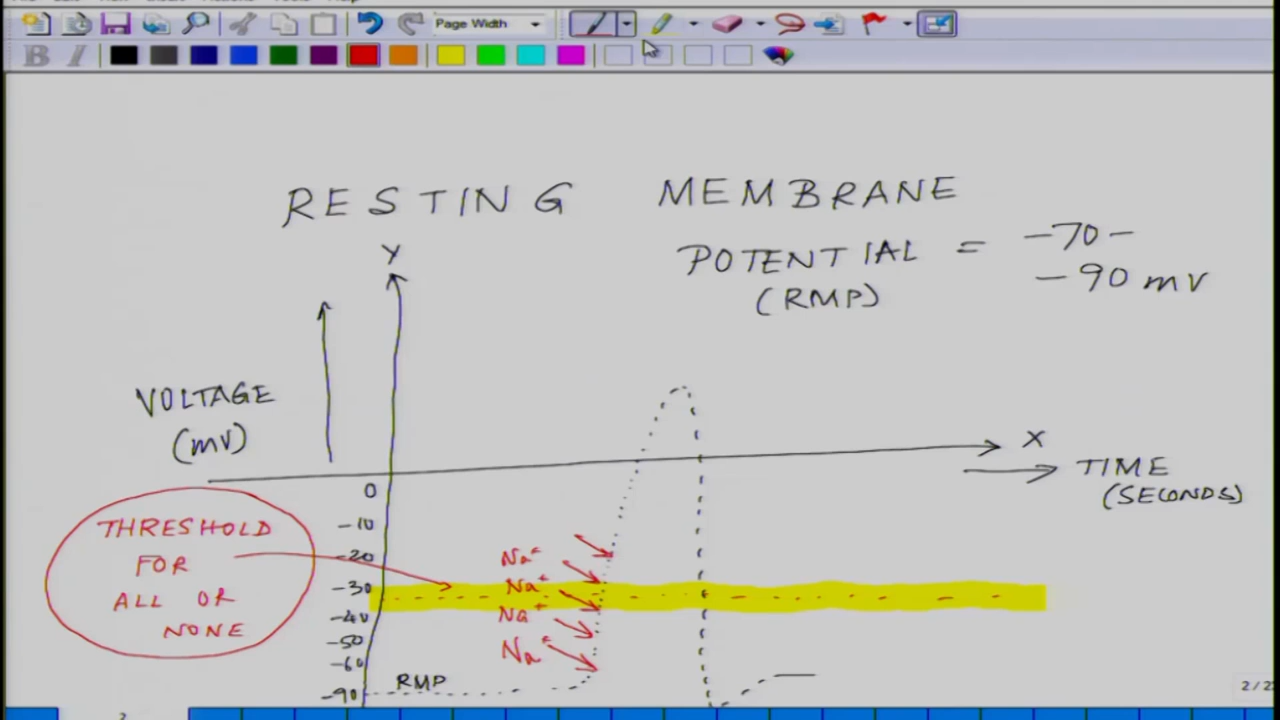 Page Width
B I
RESTING MEMBRANE
POTENTIAL = -70-
-90 mv
(RMP)
Y
VOLTAGE
(mv)
X
TIME
(SECONDS)
0
-10
-20
-30
-40
-50
-60
-90
THRESHOLD
FOR
ALL OR
NONE
Na+
Na+
Na+
Na+
RMP
2